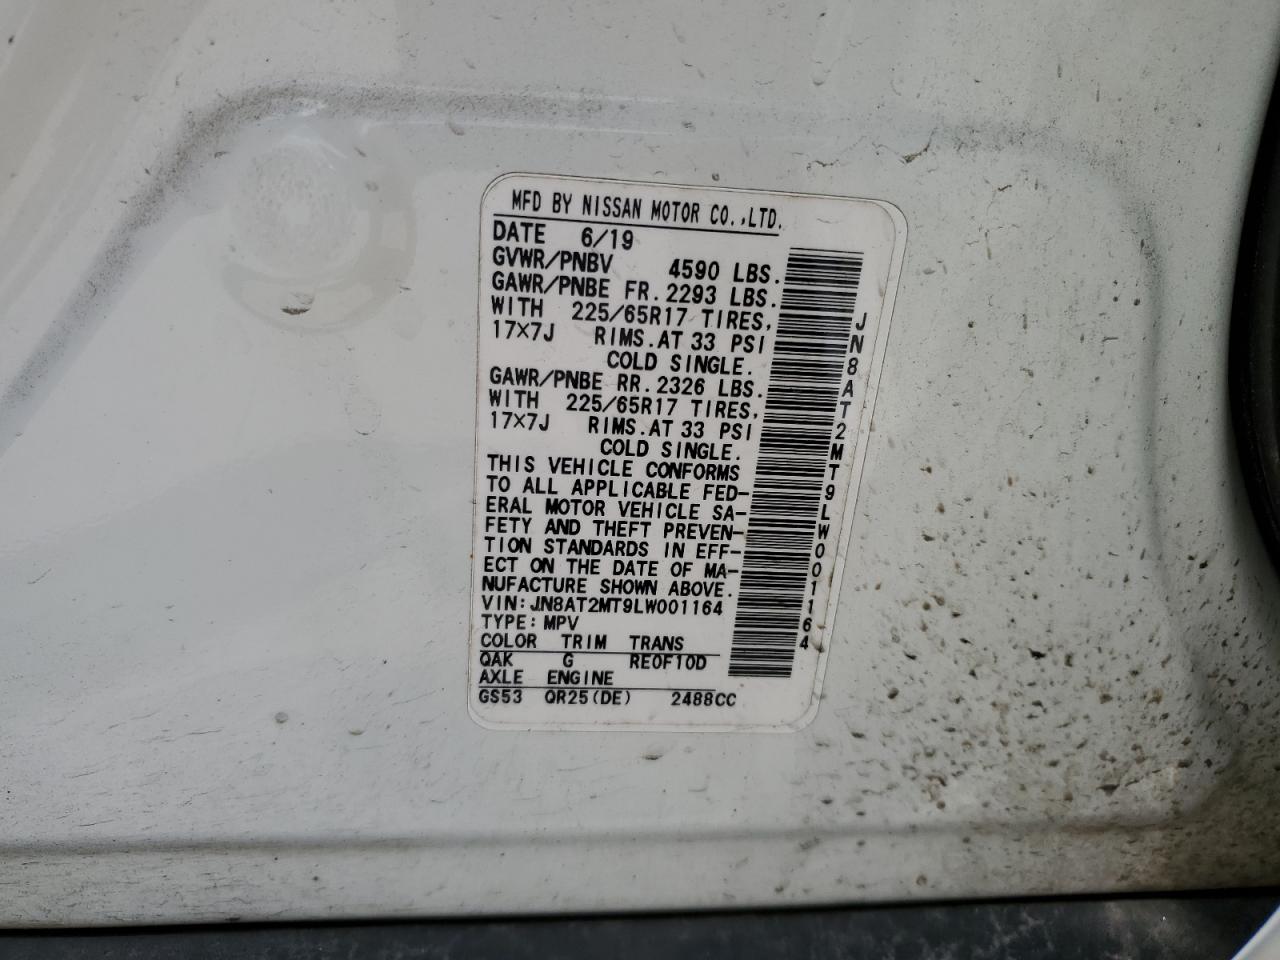 MFD BY NISSAN MOTOR CO.,LTD.
DATE 6/19
GVWR/PNBV 4590 LBS.
GAWR/PNBE FR. 2293 LBS.
WITH 225/65R17 TIRES,
17×7J RIMS. AT 33 PSI
COLD SINGLE.
GAWR/PNBE RR. 2326 LBS.
WITH 225/65R17 TIRES,
17×7J RIMS. AT 33 PSI
COLD SINGLE.
THIS VEHICLE CONFORMS
TO ALL APPLICABLE FED-
ERAL MOTOR VEHICLE SA-
FETY AND THEFT PREVEN-
TION STANDARDS IN EFF-
ECT ON THE DATE OF MA-
NUFACTURE SHOWN ABOVE.
VIN: JN8AT2MT9LW001164
TYPE: MPV
COLOR TRIM TRANS
QAK G RE0F10D
AXLE ENGINE
GS53 QR25(DE) 2488CC
JN8AT2MT9LW001164